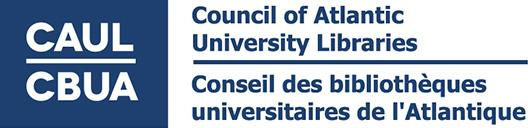 CAUL
CBUA
Council of Atlantic
University Libraries
Conseil des bibliothèques
universitaires de l'Atlantique